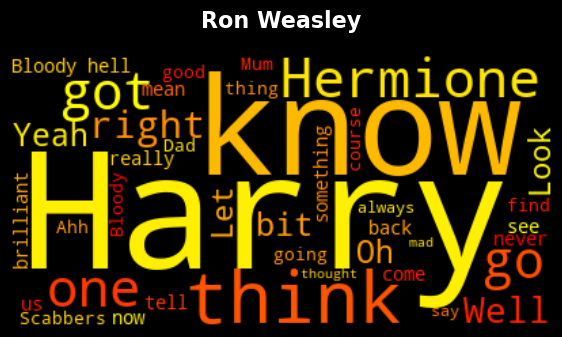 Ron Weasley
Bloody hell
good
Mum
Hermione
got
mean
thing
know
Yeah
right
Dad
course
Look
really
something
brilliant
Bloody
Harry
Let
always
find
Ahh
bit
back
see
never
Oh
mad
going
go
thought
come
one
think
us
tell
Well
say
Scabbers
now